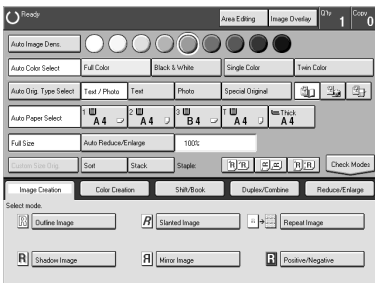 Ready Area Editing Image Overlay Q'ty 1 Copy 0
Auto Image Dens.
Auto Color Select Full Color Black & White Single Color Twin Color
Auto Orig. Type Select Text / Photo Text Photo Special Original
Auto Paper Select 1 A4 2 A4 3 B4 T A4 Thick A4
Full Size Auto Reduce/Enlarge 100%
Custom Size Orig. Sort Stack Staple: Check Modes
Image Creation Color Creation Shift/Book Duplex/Combine Reduce/Enlarge
Select mode.
R Outline Image R Slanted Image Repeat Image
R Shadow Image Я Mirror Image R Positive/Negative